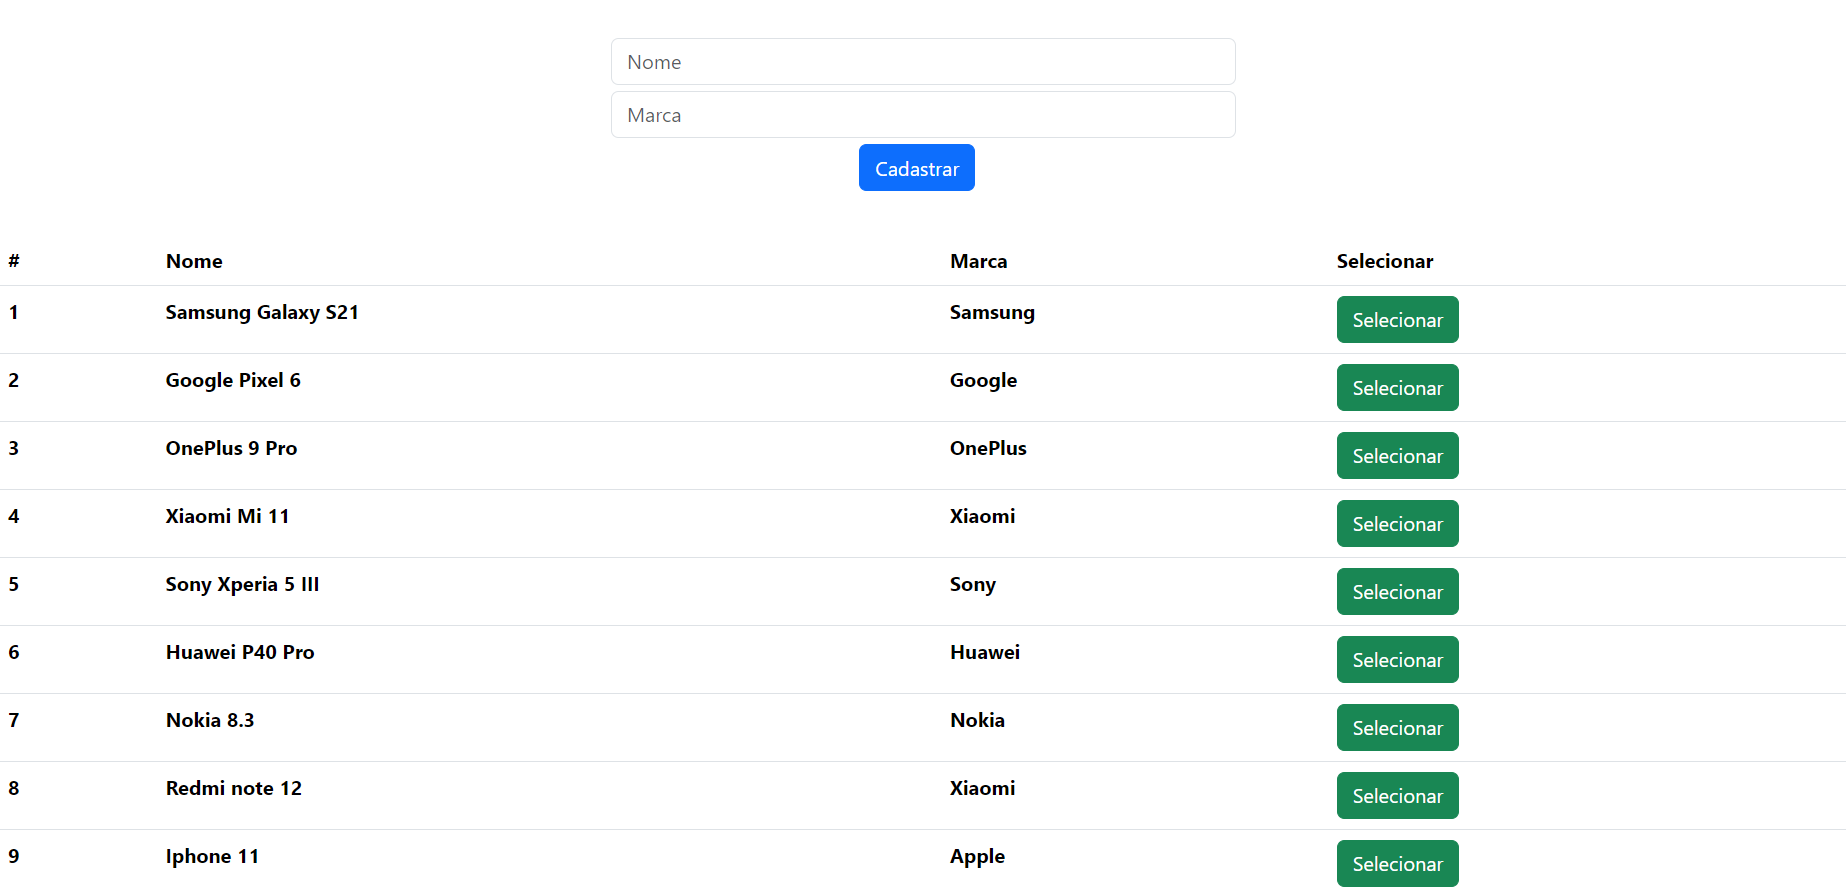 Nome
Marca
Cadastrar
# Nome Marca Selecionar
1 Samsung Galaxy S21 Samsung Selecionar
2 Google Pixel 6 Google Selecionar
3 OnePlus 9 Pro OnePlus Selecionar
4 Xiaomi Mi 11 Xiaomi Selecionar
5 Sony Xperia 5 III Sony Selecionar
6 Huawei P40 Pro Huawei Selecionar
7 Nokia 8.3 Nokia Selecionar
8 Redmi note 12 Xiaomi Selecionar
9 Iphone 11 Apple Selecionar